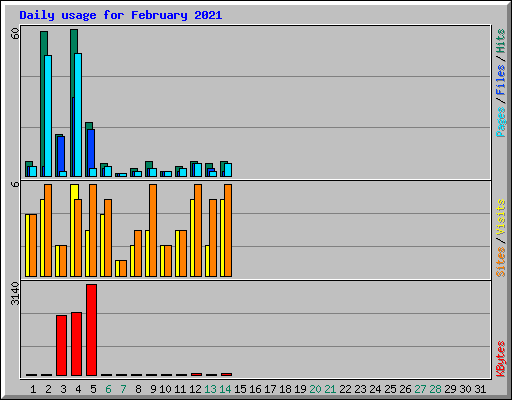 Daily usage for February 2021
60
Pages / Files / Hits
6
Sites / Visits
3140
KBytes
1 2 3 4 5 6 7 8 9 10 11 12 13 14 15 16 17 18 19 20 21 22 23 24 25 26 27 28 29 30 31